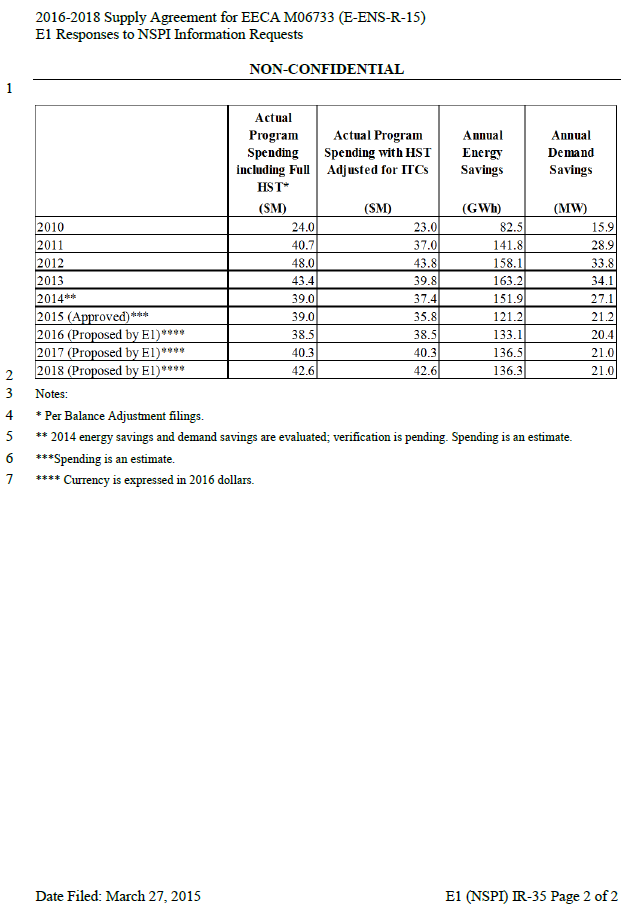 2016-2018 Supply Agreement for EECA M06733 (E-ENS-R-15)
E1 Responses to NSPI Information Requests
NON-CONFIDENTIAL
1
Actual Program Spending including Full HST* ($M) Actual Program Spending with HST Adjusted for ITCs ($M) Annual Energy Savings (GWh) Annual Demand Savings (MW)
2010 24.0 23.0 82.5 15.9
2011 40.7 37.0 141.8 28.9
2012 48.0 43.8 158.1 33.8
2013 43.4 39.8 163.2 34.1
2014** 39.0 37.4 151.9 27.1
2015 (Approved)*** 39.0 35.8 121.2 21.2
2016 (Proposed by E1)**** 38.5 38.5 133.1 20.4
2017 (Proposed by E1)**** 40.3 40.3 136.5 21.0
2018 (Proposed by E1)**** 42.6 42.6 136.3 21.0
2
3 Notes:
4 * Per Balance Adjustment filings.
5 ** 2014 energy savings and demand savings are evaluated; verification is pending. Spending is an estimate.
6 ***Spending is an estimate.
7 **** Currency is expressed in 2016 dollars.
Date Filed: March 27, 2015 E1 (NSPI) IR-35 Page 2 of 2